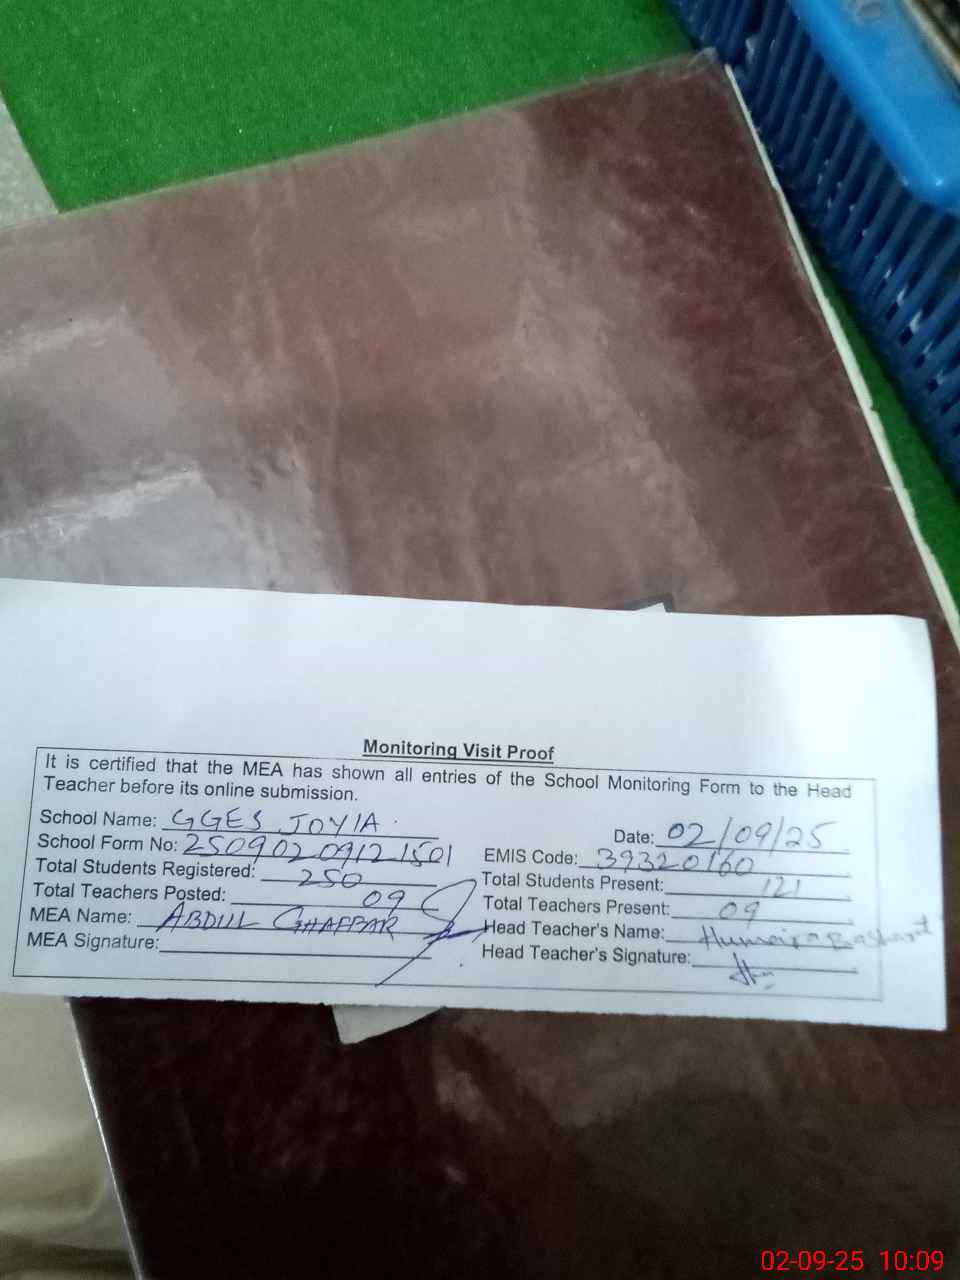 Monitoring Visit Proof
It is certified that the MEA has shown all entries of the School Monitoring Form to the Head
Teacher before its online submission.
School Name: GGES JOYIA.
Date: 02/09/25
School Form No: 25090209121501
EMIS Code: 39320160
Total Students Registered: 250
Total Students Present: 121
Total Teachers Posted: 09
Total Teachers Present: 09
MEA Name: ABDUL GHAFFAR
Head Teacher's Name: Humaira Basharat
MEA Signature:
Head Teacher's Signature:
02-09-25 10:09